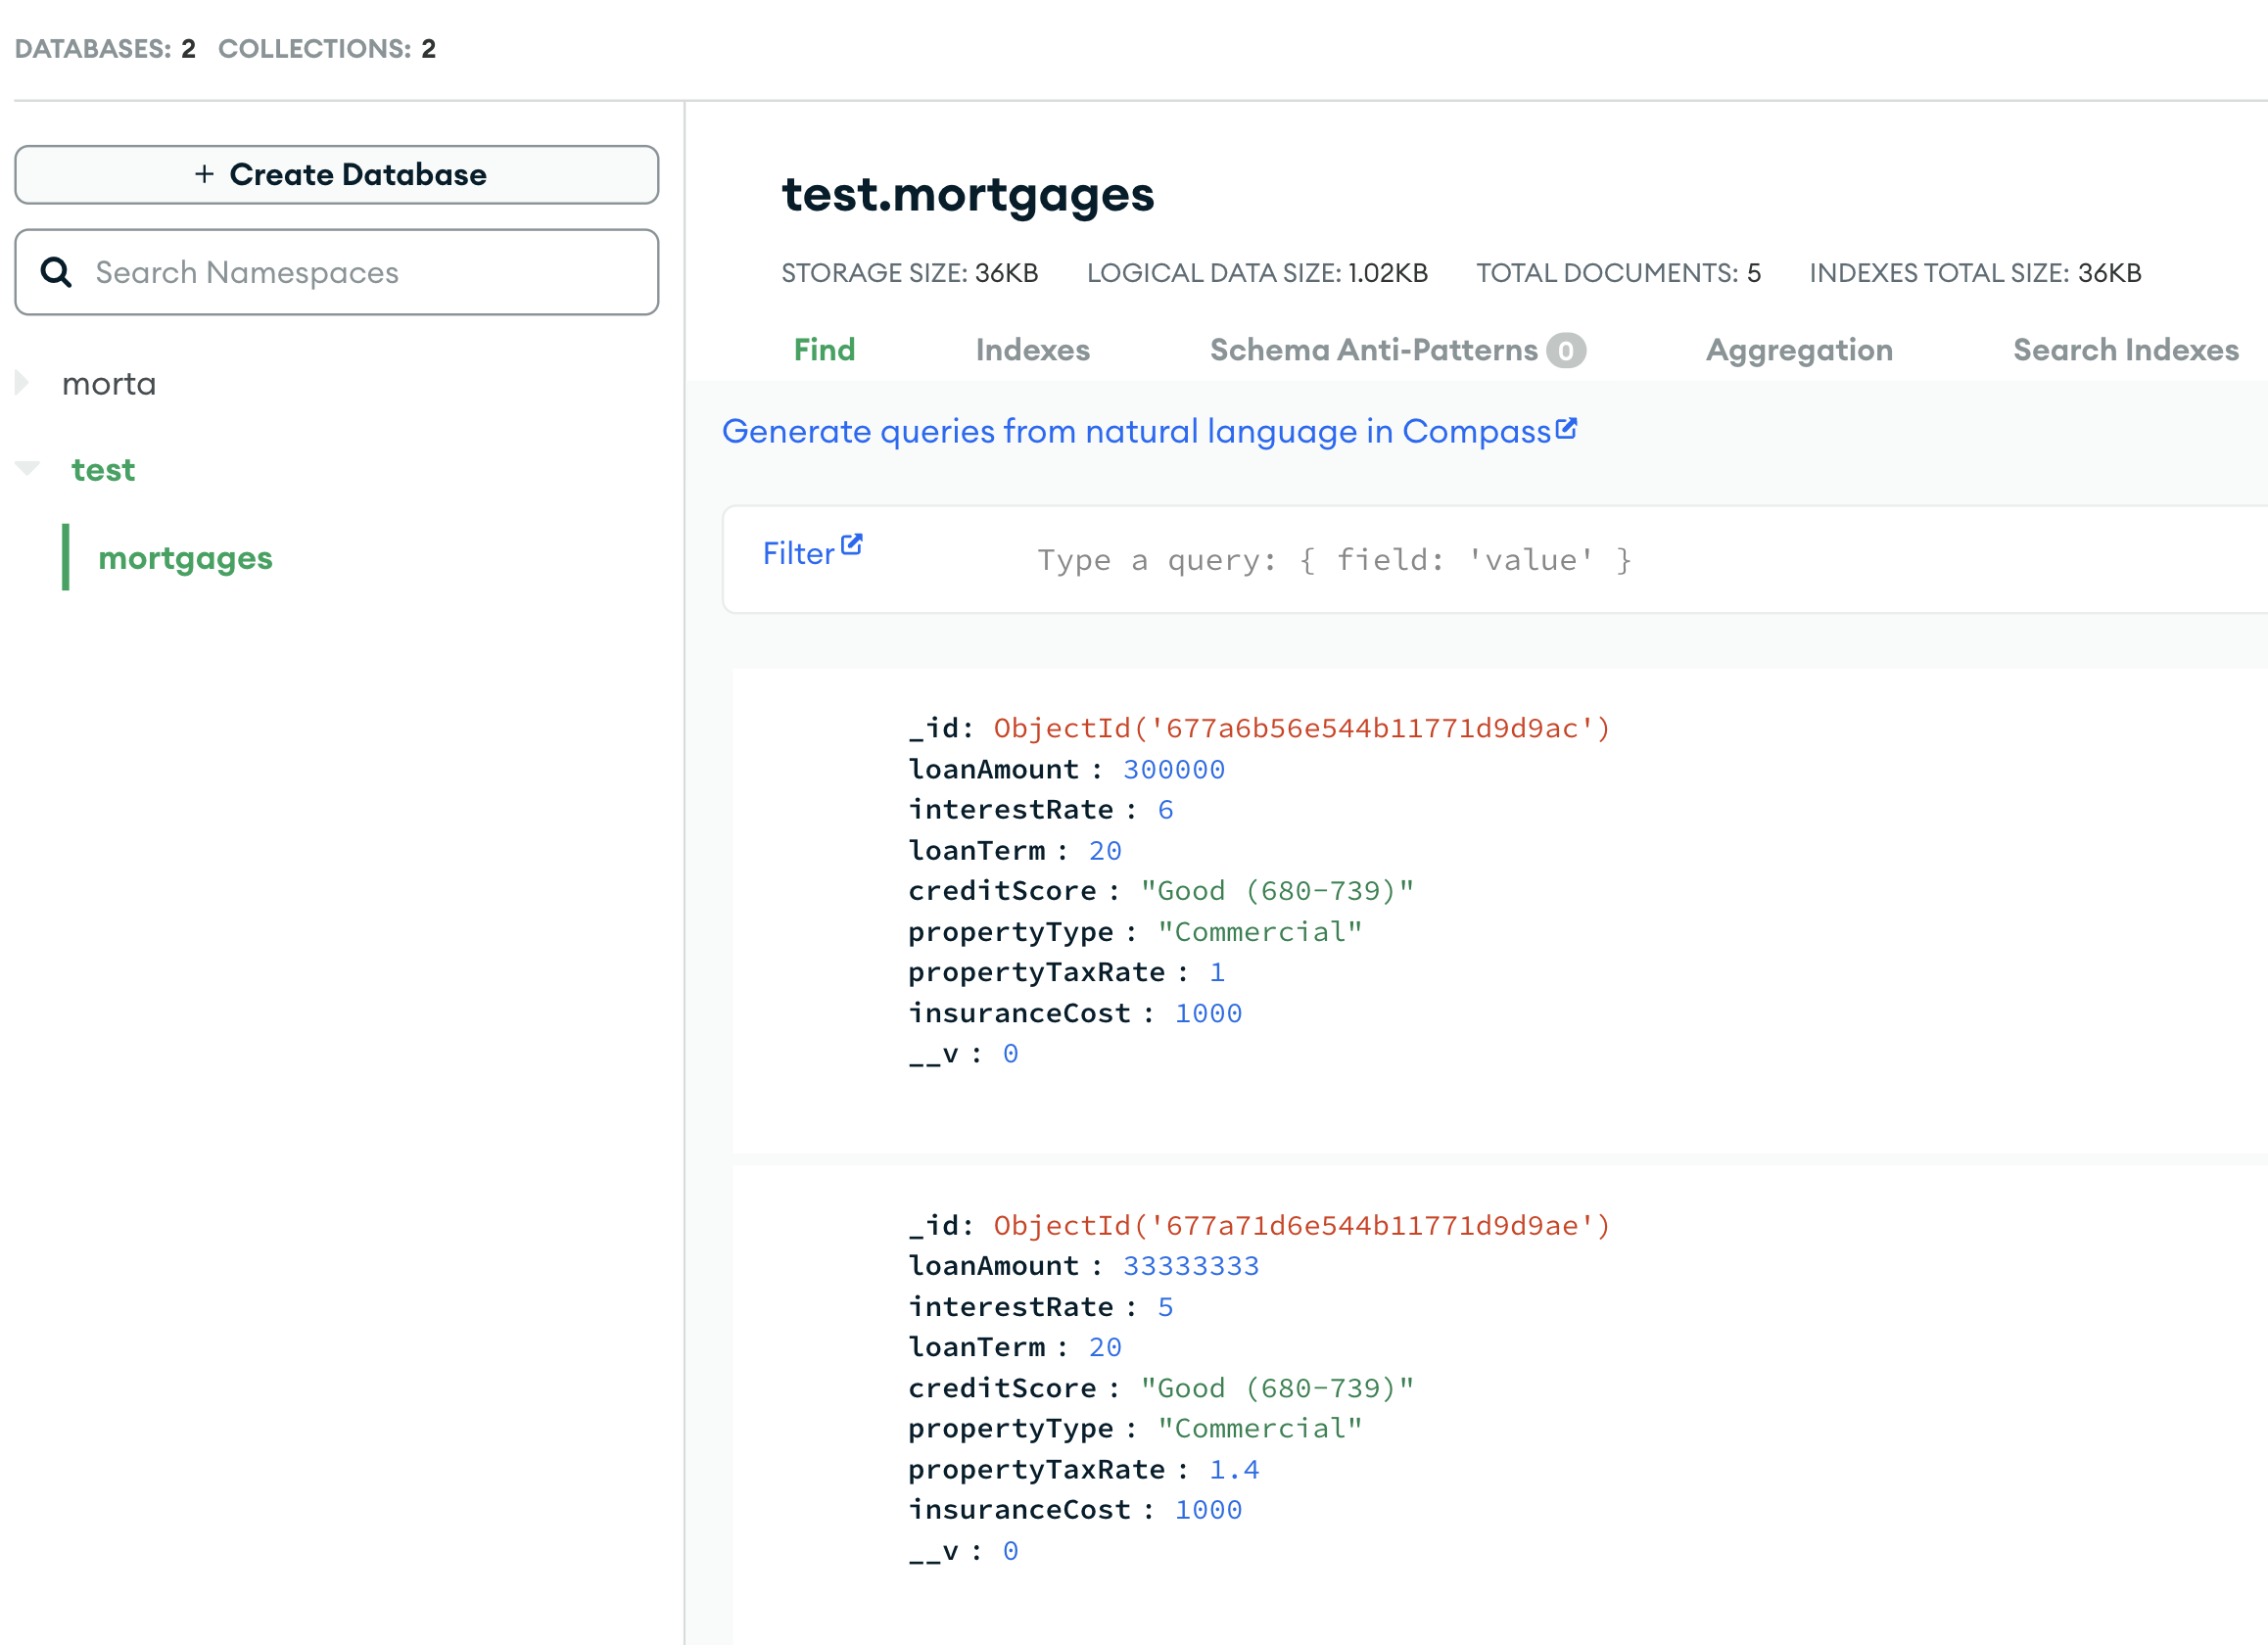 DATABASES: 2 COLLECTIONS: 2
+ Create Database
Search Namespaces
morta
test
mortgages
test.mortgages
STORAGE SIZE: 36KB LOGICAL DATA SIZE: 1.02KB TOTAL DOCUMENTS: 5 INDEXES TOTAL SIZE: 36KB
Find Indexes Schema Anti-Patterns 0 Aggregation Search Indexes
Generate queries from natural language in Compass
Filter Type a query: { field: 'value' }
_id: ObjectId('677a6b56e544b11771d9d9ac')
loanAmount : 300000
interestRate : 6
loanTerm : 20
creditScore : "Good (680-739)"
propertyType : "Commercial"
propertyTaxRate : 1
insuranceCost : 1000
__v : 0
_id: ObjectId('677a71d6e544b11771d9d9ae')
loanAmount : 33333333
interestRate : 5
loanTerm : 20
creditScore : "Good (680-739)"
propertyType : "Commercial"
propertyTaxRate : 1.4
insuranceCost : 1000
__v : 0